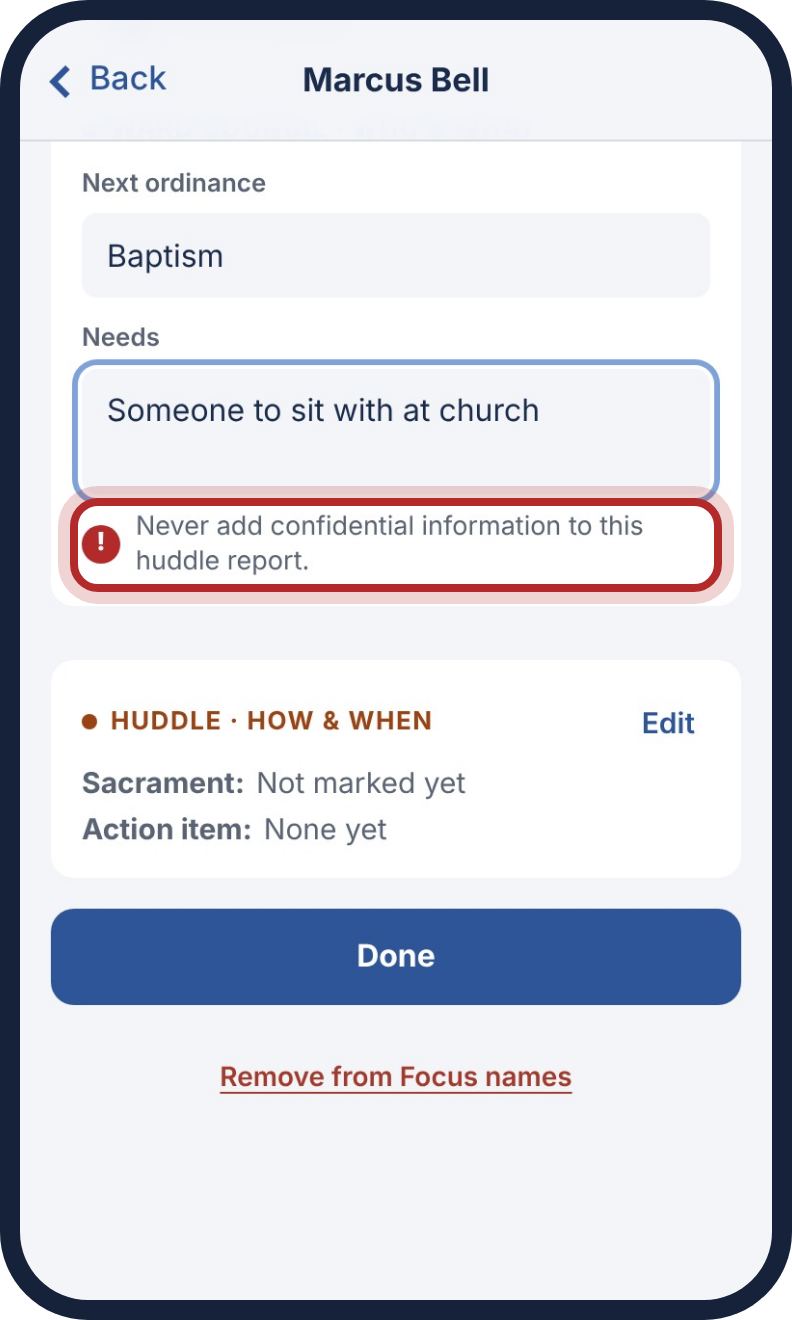 Back
Marcus Bell
Next ordinance
Baptism
Needs
Someone to sit with at church
! Never add confidential information to this
huddle report.
HUDDLE · HOW & WHEN
Edit
Sacrament: Not marked yet
Action item: None yet
Done
Remove from Focus names